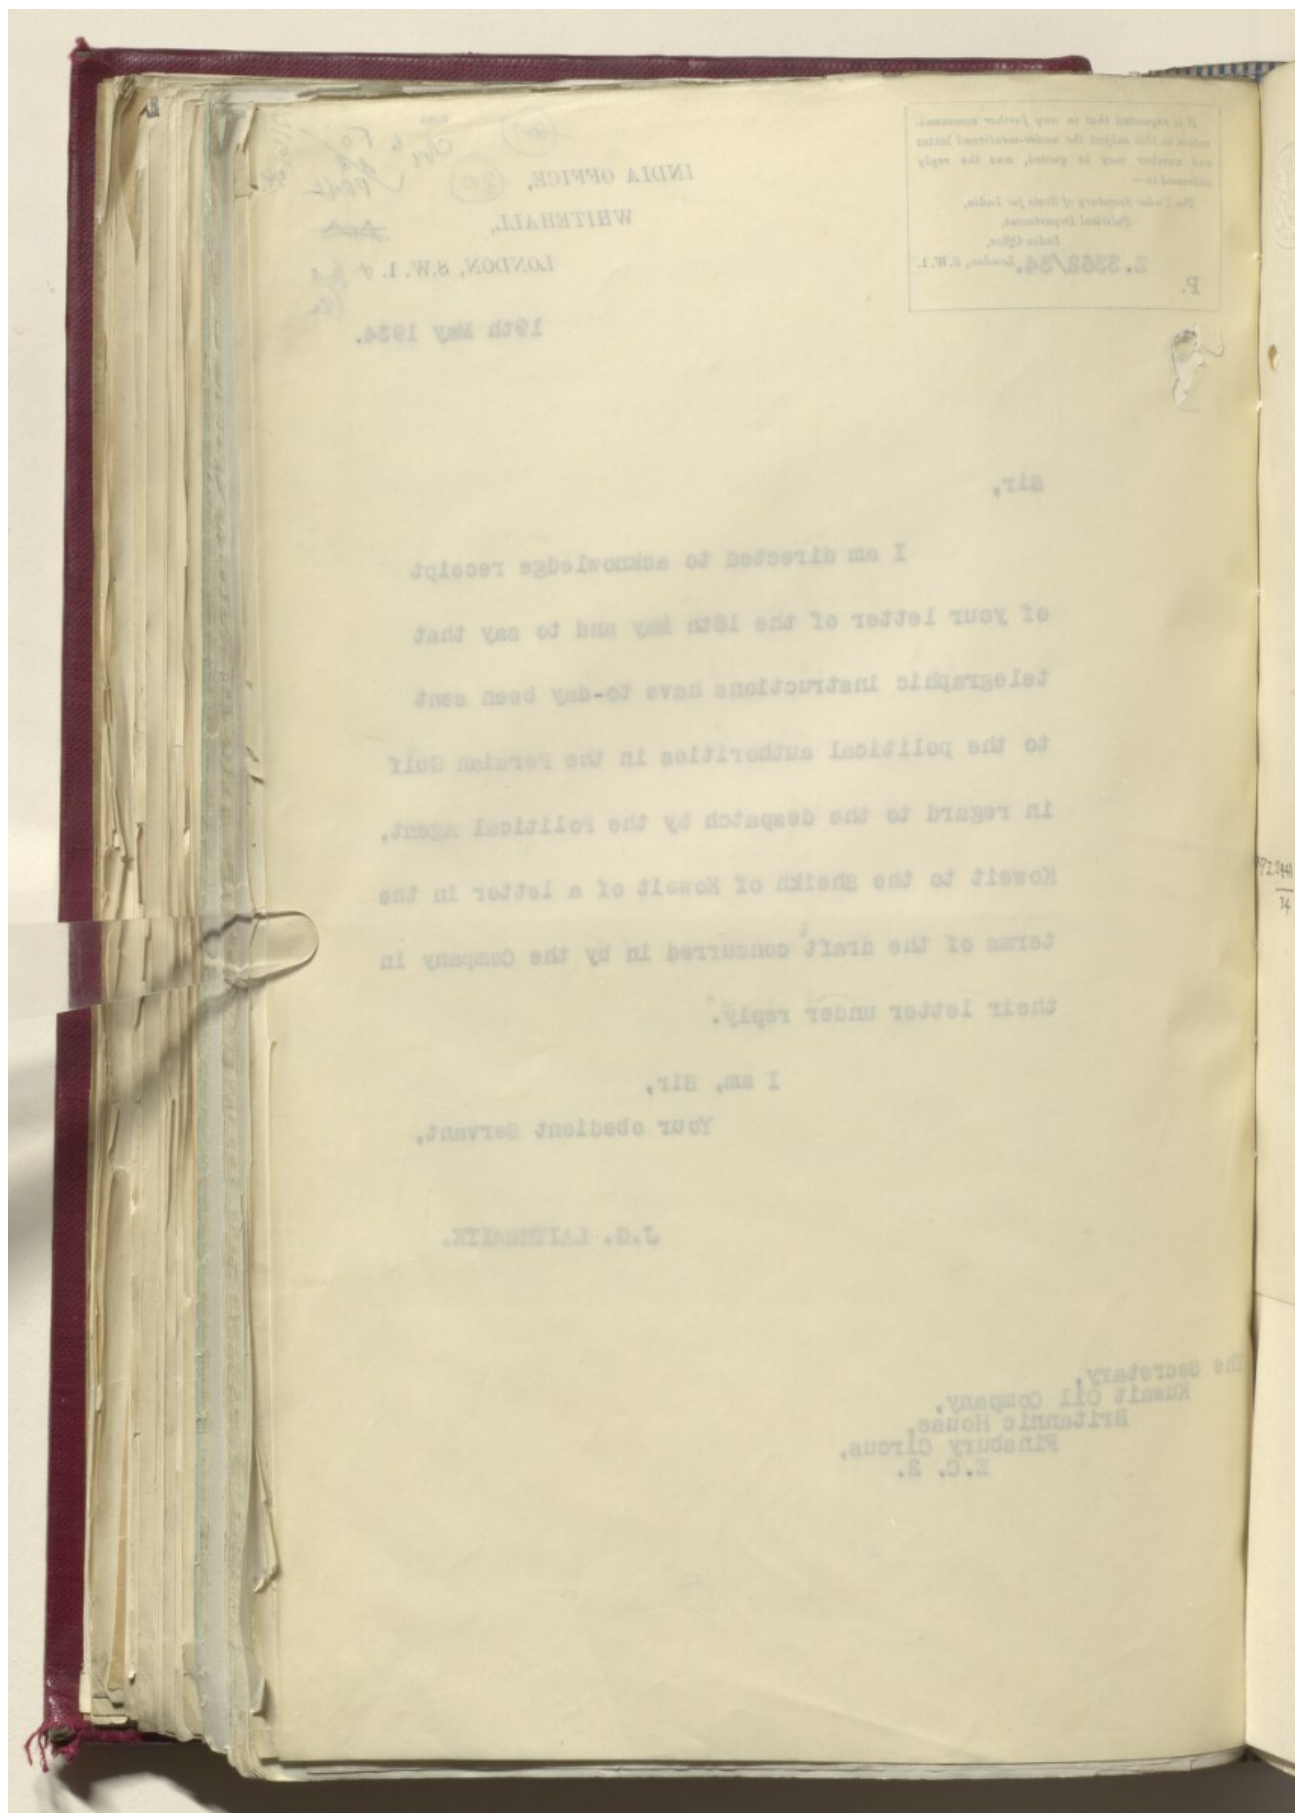 It is requested that in any further communi-
cation on this subject the under-mentioned letter
and number may be quoted, and the reply
addressed to—
The Under Secretary of State for India,
Political Department,
India Office,
London, S.W.1.
Z.3362/34.
P.
INDIA OFFICE,
WHITEHALL,
LONDON, S.W.1.
19th May 1934.
Sir,
I am directed to acknowledge receipt
of your letter of the 18th May and to say that
telegraphic instructions have to-day been sent
to the political authorities in the Persian Gulf
in regard to the despatch by the Political Agent,
Koweit to the Sheikh of Koweit of a letter in the
terms of the draft concurred in by the Company in
their letter under reply.
I am, Sir,
Your obedient Servant,
J.G. LAITHWAITE.
The Secretary,
Kuwait Oil Company,
Britannic House,
Finsbury Circus,
E.C. 2.